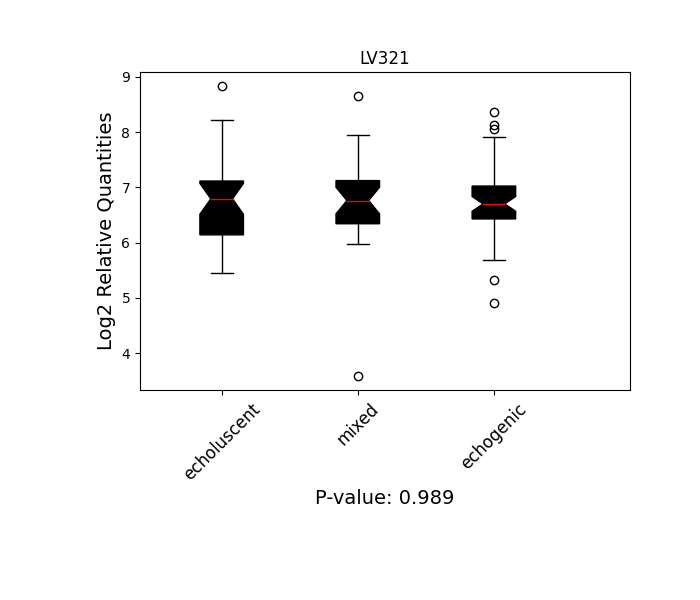 LV321
Log2 Relative Quantities
9
8
7
6
5
4
echoluscent
mixed
echogenic
P-value: 0.989